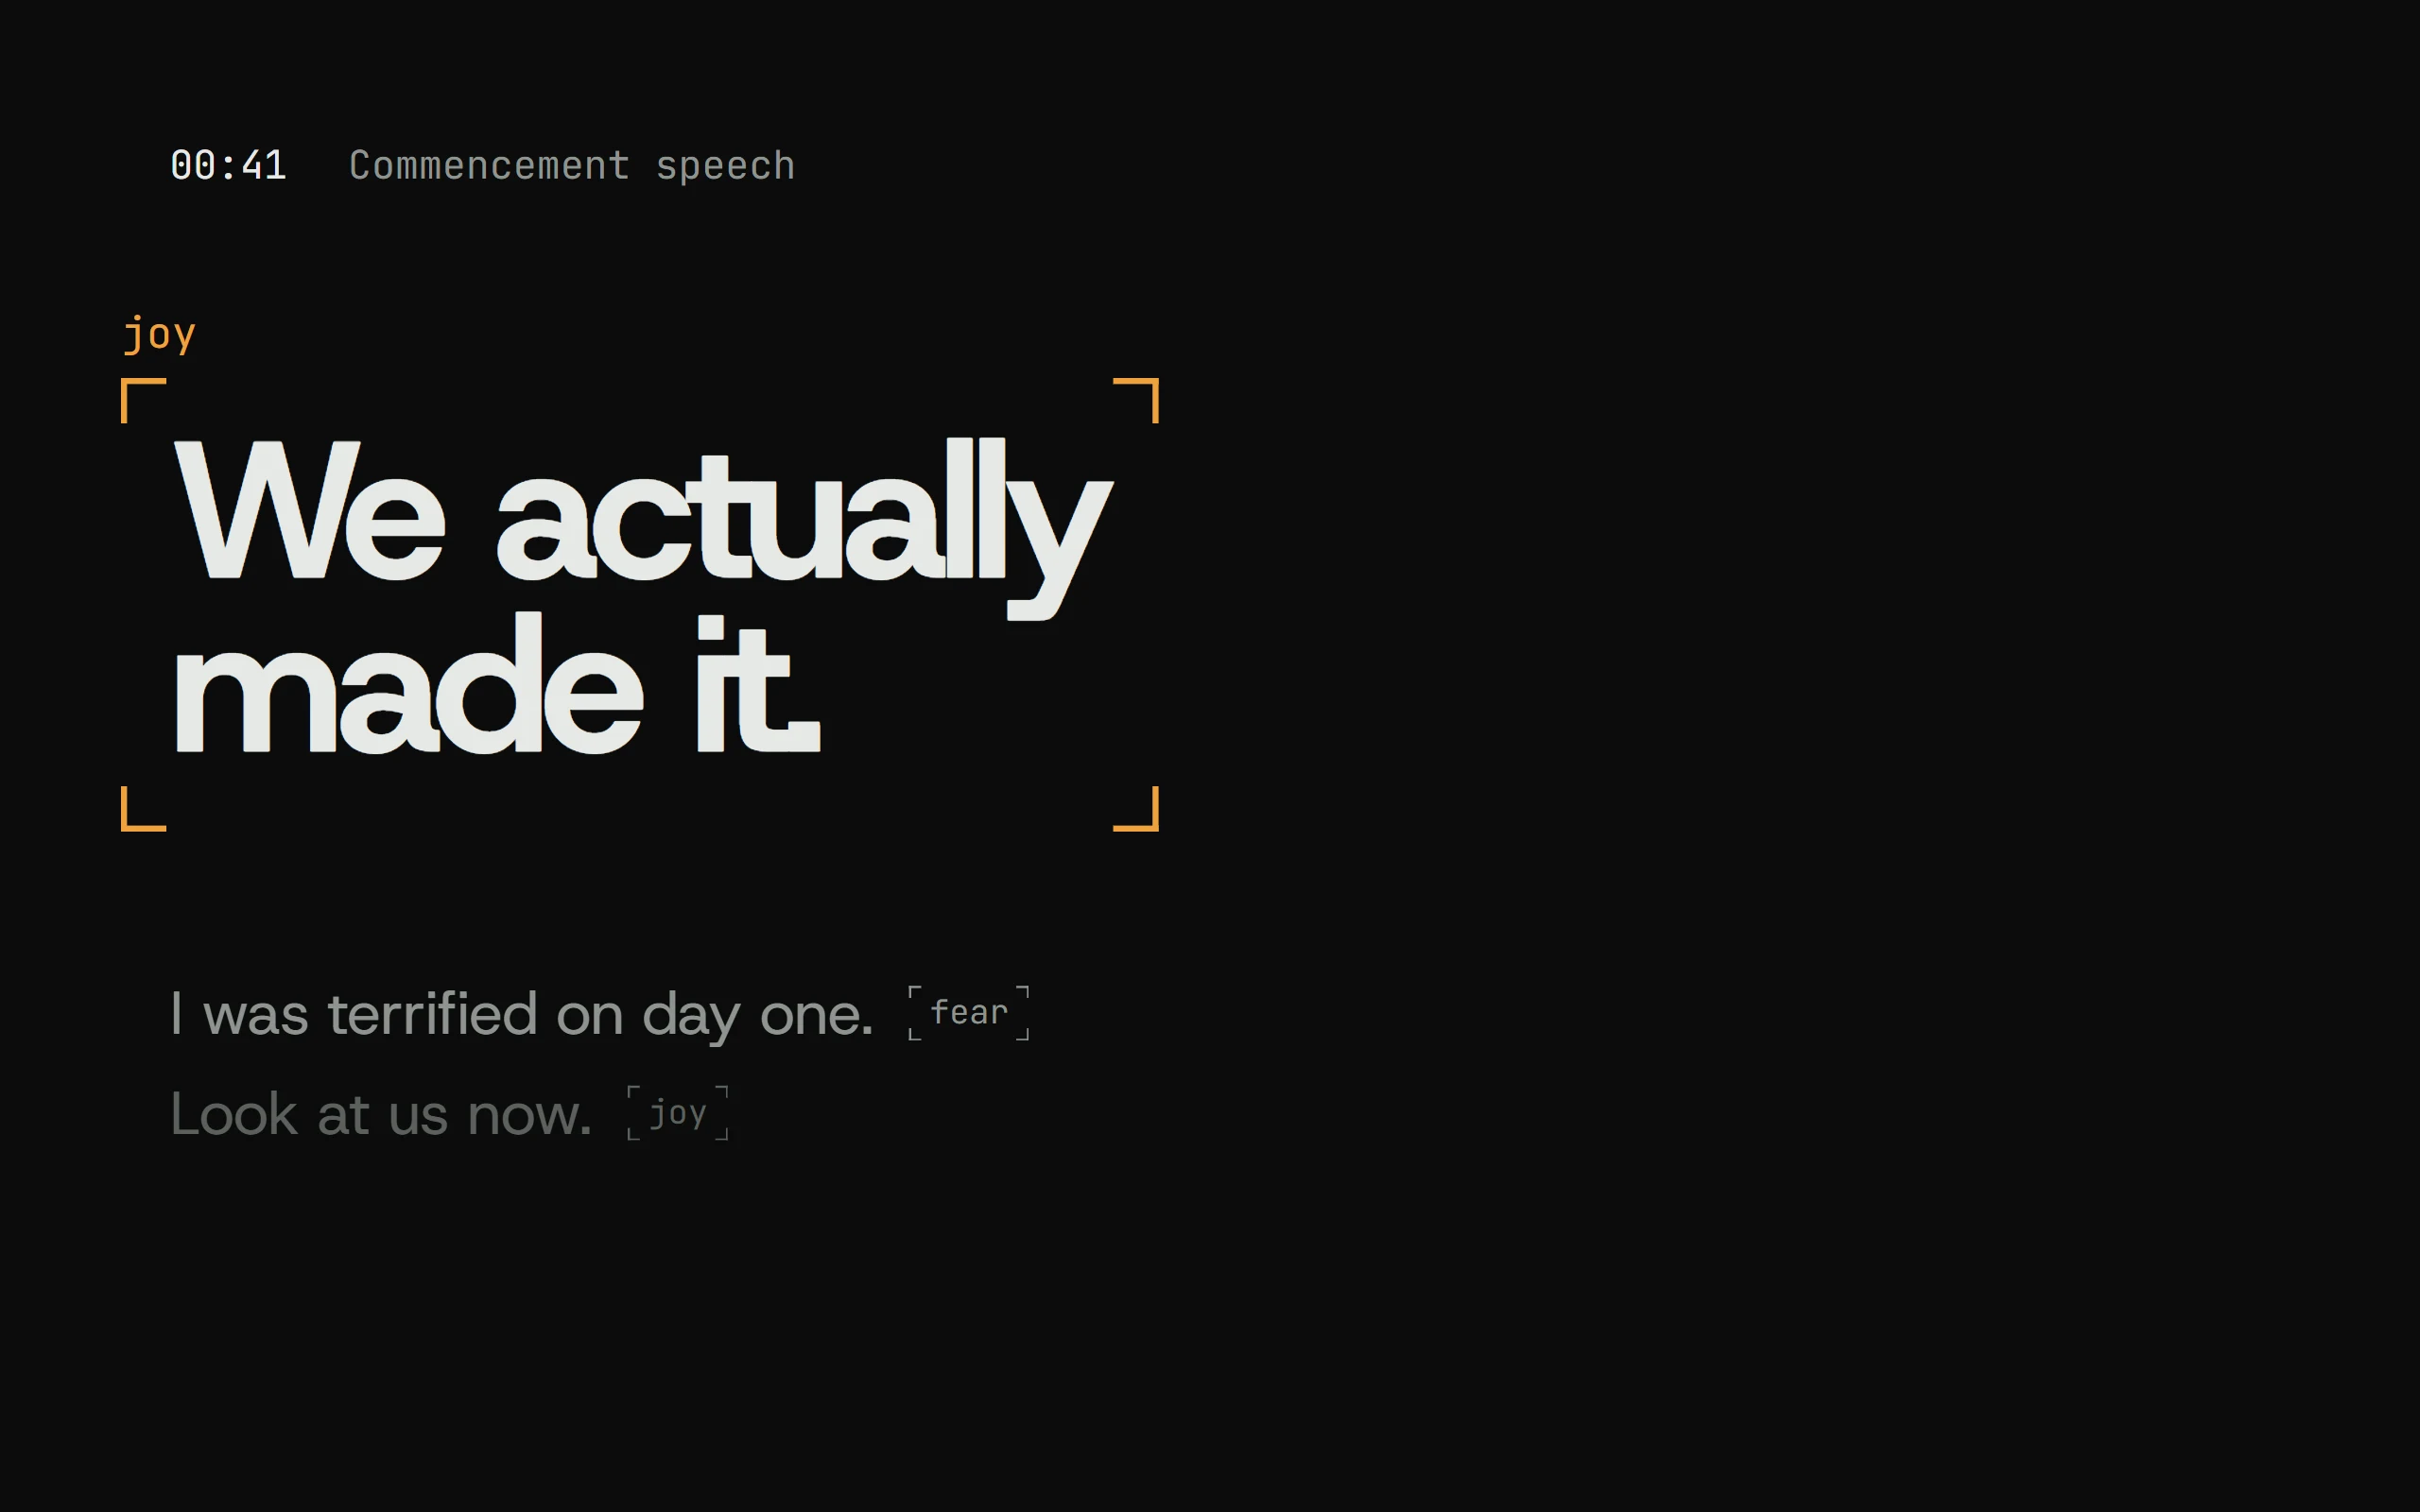 00:41 Commencement speech
joy
We actually
made it.
I was terrified on day one. fear
Look at us now. joy